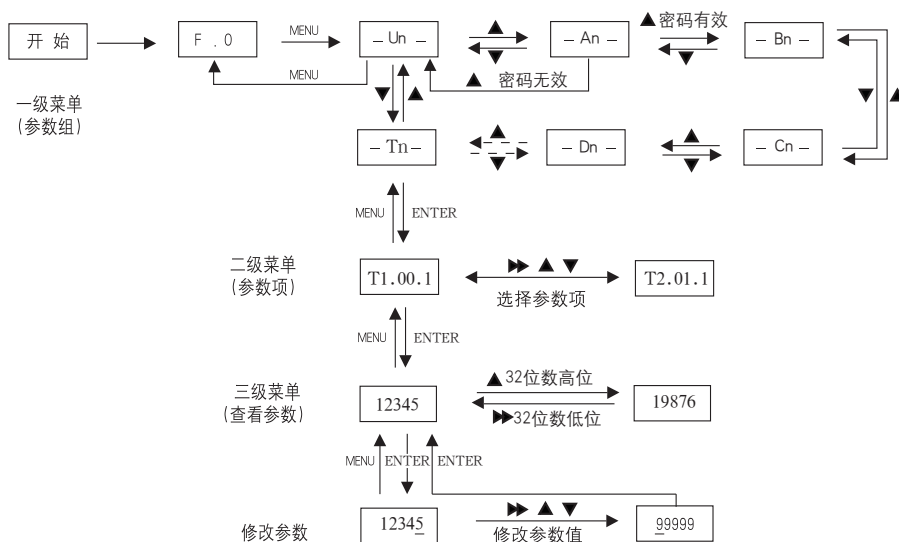 开 始
F . 0
MENU
– Un –
▲
▼
– An –
▲ 密码有效
▼
– Bn –
MENU
▲ 密码无效
▼ ▲
▼ ▲
一级菜单
(参数组)
– Tn –
▲
▼
– Dn –
▲
▼
– Cn –
MENU ENTER
二级菜单
(参数项)
T1.00.1
▶▶ ▲ ▼
选择参数项
T2.01.1
MENU ENTER
三级菜单
(查看参数)
12345
▲ 32位数高位
▶▶32位数低位
19876
MENU ENTER ENTER
修改参数
12345
▶▶ ▲ ▼
修改参数值
99999